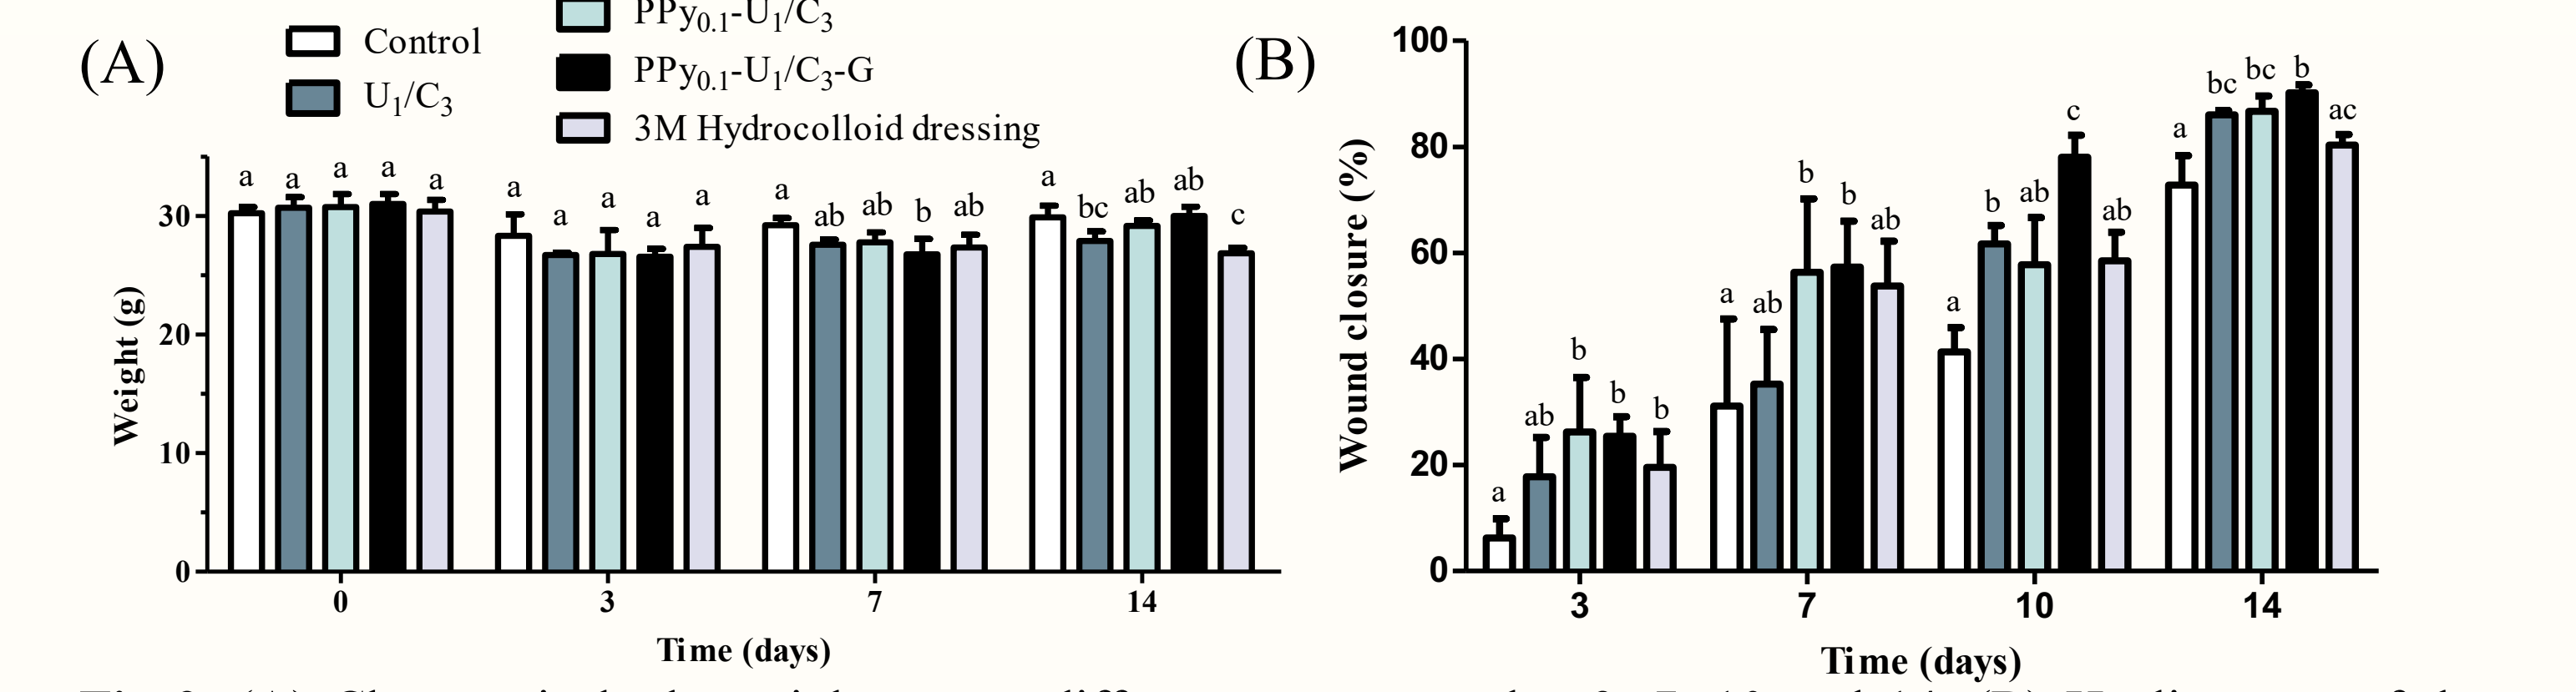 (A)
Control
U1/C3
PPy0.1-U1/C3
PPy0.1-U1/C3-G
3M Hydrocolloid dressing
Weight (g)
30
20
10
0
a a a a a
a a a a a
a ab ab b ab
a bc ab ab c
0 3 7 14
Time (days)
(B)
Wound closure (%)
100
80
60
40
20
0
a ab b b b
a ab b b ab
a b ab c ab
a bc bc b ac
3 7 10 14
Time (days)